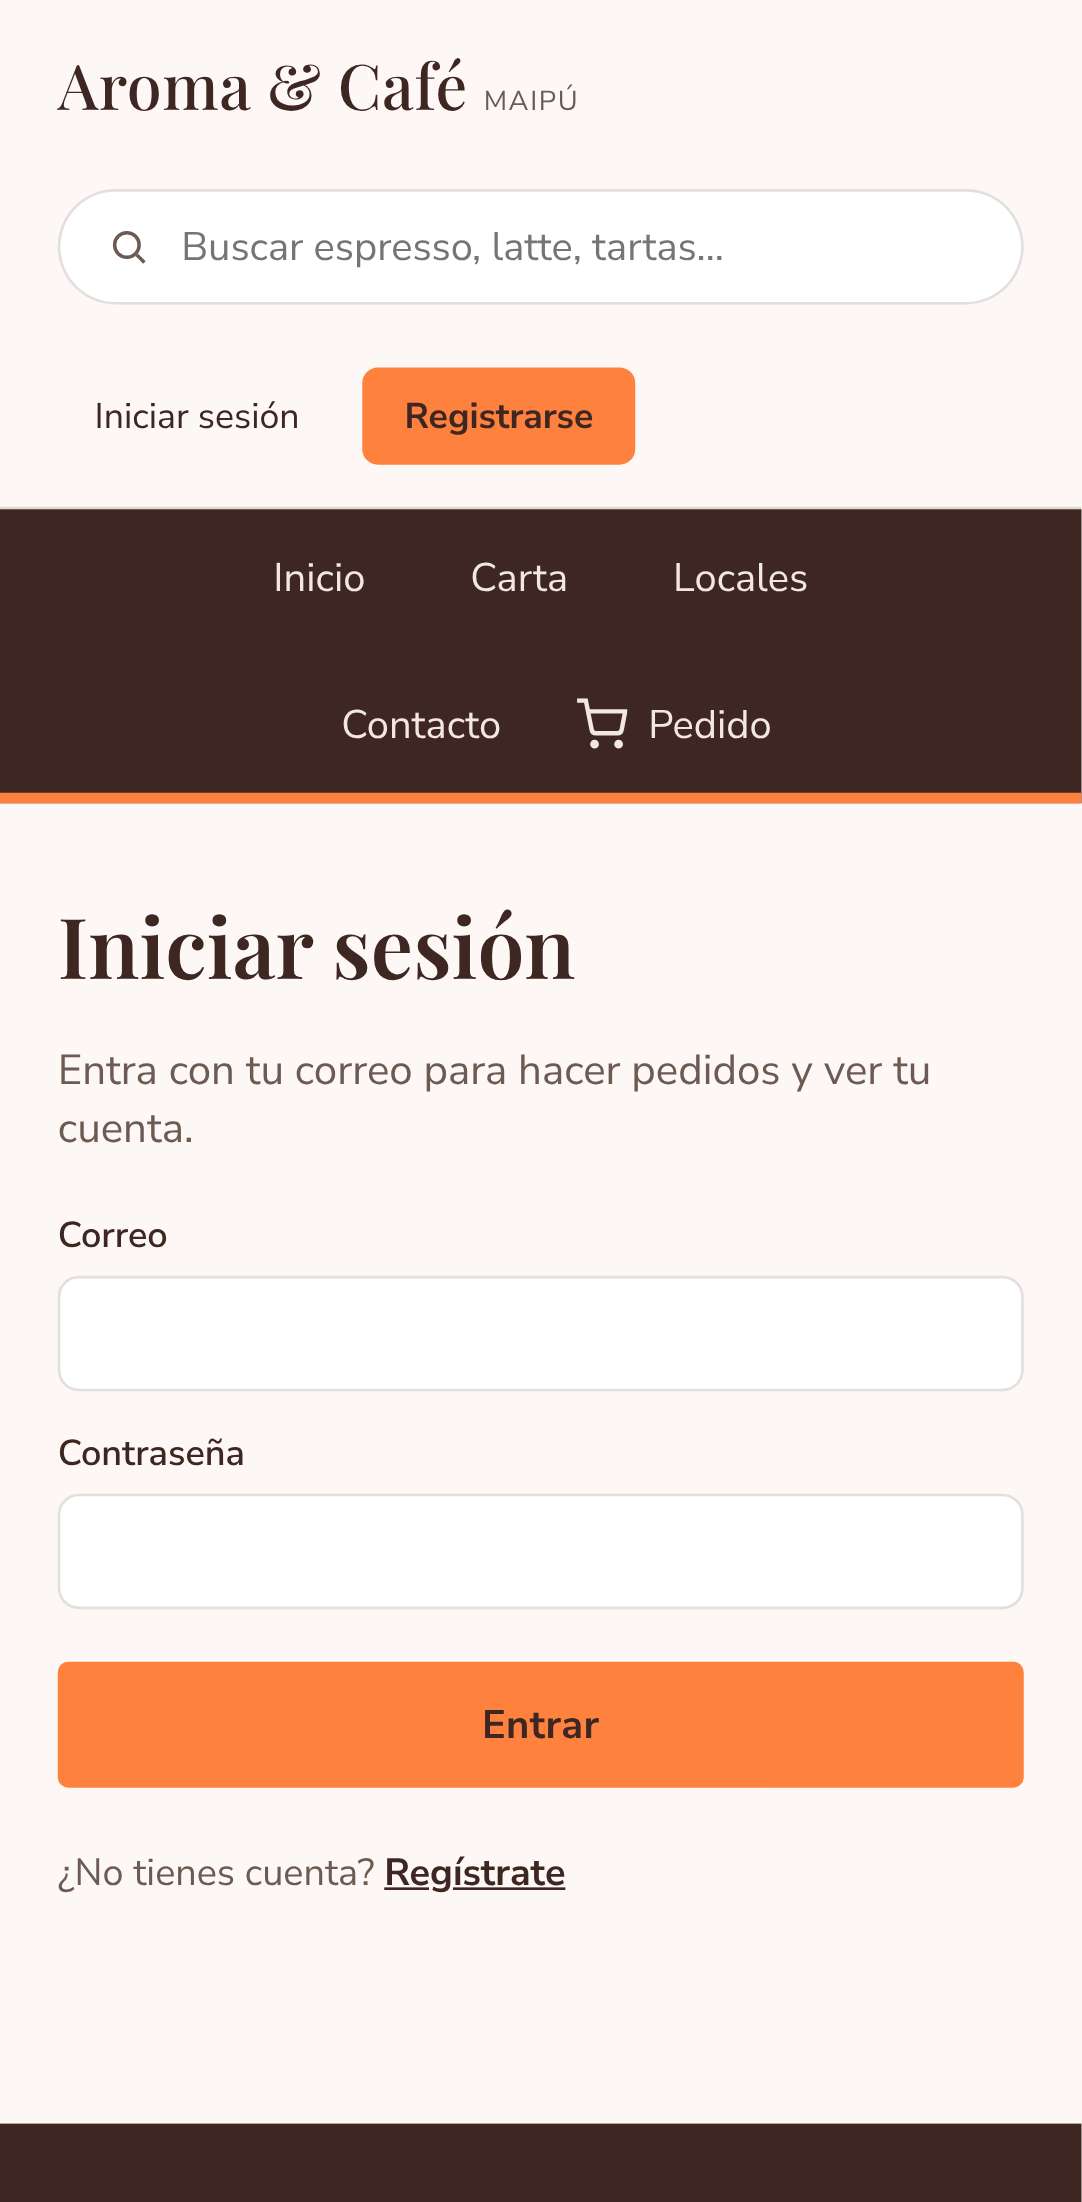 Aroma & Café MAIPÚ
Buscar espresso, latte, tartas...
Iniciar sesión Registrarse
Inicio Carta Locales
Contacto Pedido
Iniciar sesión
Entra con tu correo para hacer pedidos y ver tu
cuenta.
Correo
Contraseña
Entrar
¿No tienes cuenta? Regístrate